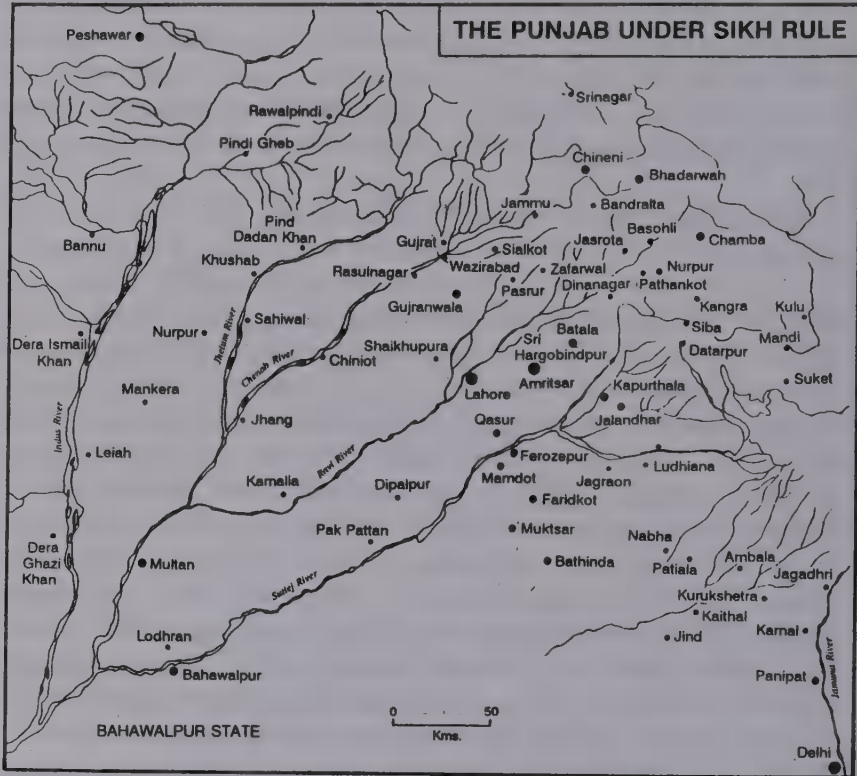 THE PUNJAB UNDER SIKH RULE
Peshawar
Srinagar
Rawalpindi
Pindi Gheb
Chineni
Bhadarwah
Bandralta
Jammu
Pind
Dadan Khan
Bannu
Gujrat
Sialkot
Jasrota
Basohli
Chamba
Khushab
Rasulnagar
Wazirabad
Zafarwal
Nurpur
Pasrur
Dinanagar
Pathankot
Gujranwala
Kangra
Kulu
Sahiwal
Nurpur
Dera Ismail
Khan
Jhelum River
Chenab River
Chiniot
Shaikhupura
Sri
Hargobindpur
Batala
Siba
Datarpur
Mandi
Suket
Lahore
Amritsar
Kapurthala
Jalandhar
Mankera
Jhang
Indus River
Leiah
Ravi River
Qasur
Ferozepur
Mamdot
Jagraon
Ludhiana
Kamalia
Dipalpur
Faridkot
Muktsar
Pak Pattan
Dera
Ghazi
Khan
Multan
Bathinda
Nabha
Patiala
Ambala
Jagadhri
Sutlej River
Kurukshetra
Kaithal
Jind
Karnal
Lodhran
Bahawalpur
Panipat
Jamuna River
BAHAWALPUR STATE
0 50
Kms.
Delhi